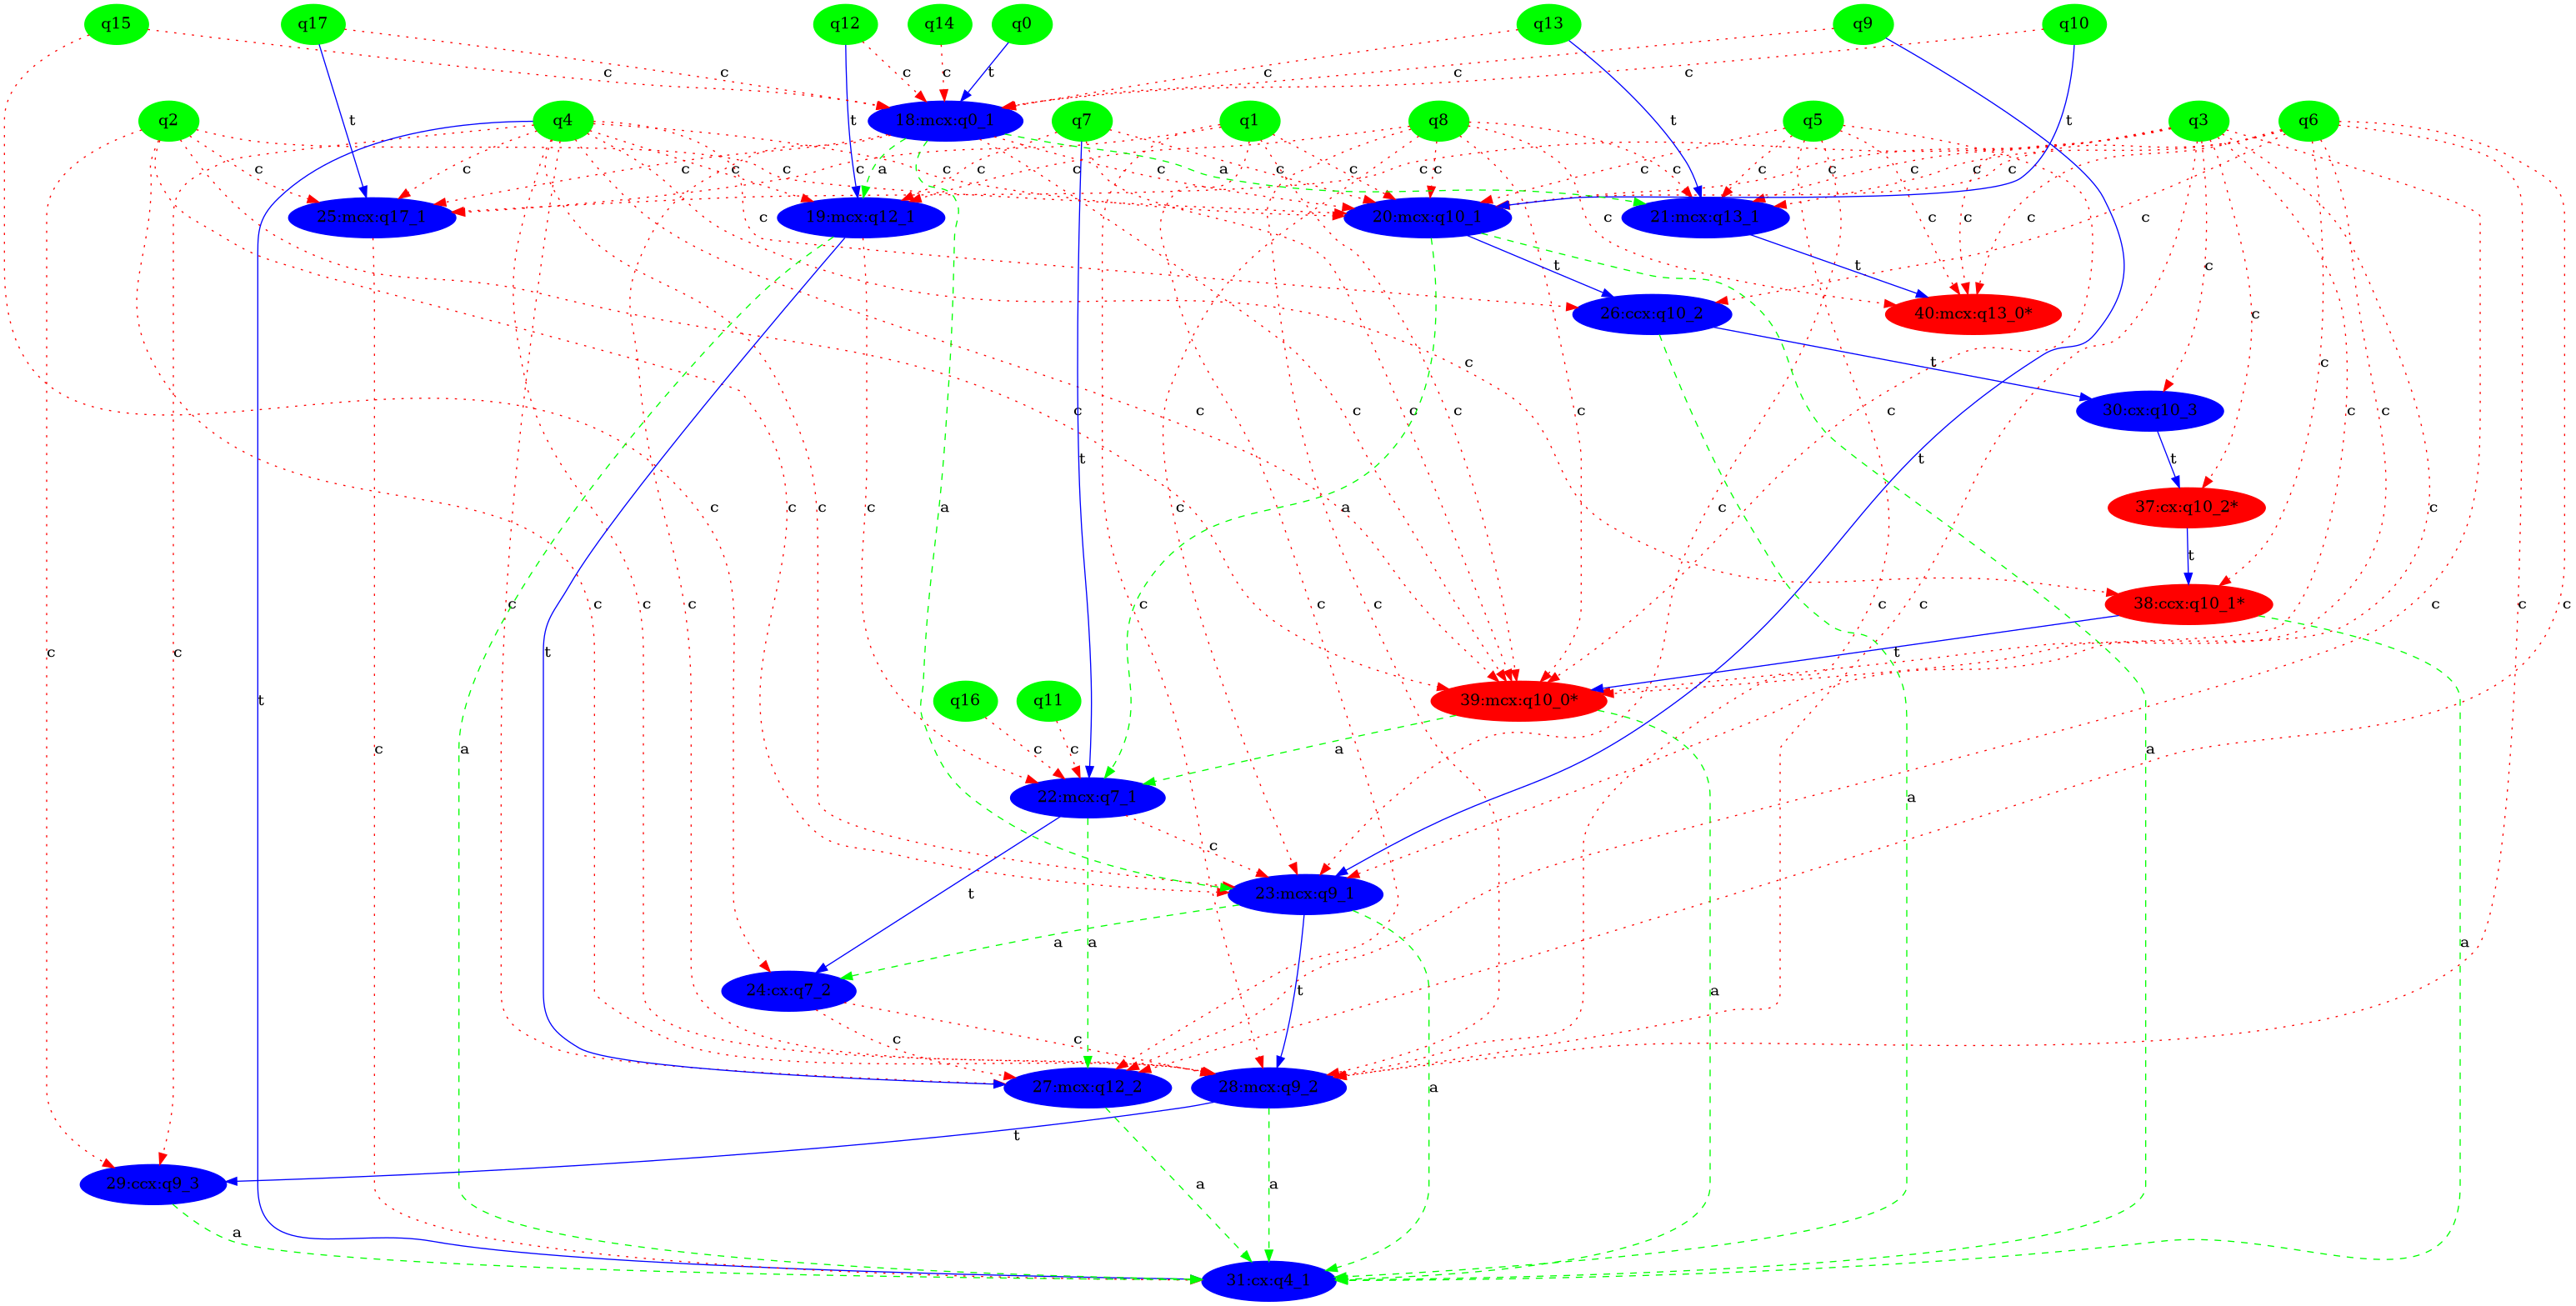 q15 q17 q12 q14 q0 q13 q9 q10
c c c c t c c c
t t t t
q2 q4 18:mcx:q0_1 q7 q1 q8 q5 q3 q6
c c c c c a c c c c c a c c c c c c c c c
25:mcx:q17_1 19:mcx:q12_1 20:mcx:q10_1 21:mcx:q13_1
c c t t c
26:ccx:q10_2 40:mcx:q13_0*
c t c c
c c c c c c c c c
30:cx:q10_3
t t t
c c a c
37:cx:q10_2*
c c c
t
c a c c c c c c c c c c c c
38:ccx:q10_1*
c c t t
t q16 q11 39:mcx:q10_0*
a c c c a a
22:mcx:q7_1
c
t 23:mcx:q9_1
a a a
24:cx:q7_2 t a a
c c
27:mcx:q12_2 28:mcx:q9_2 a
t
29:ccx:q9_3 a a
a
31:cx:q4_1